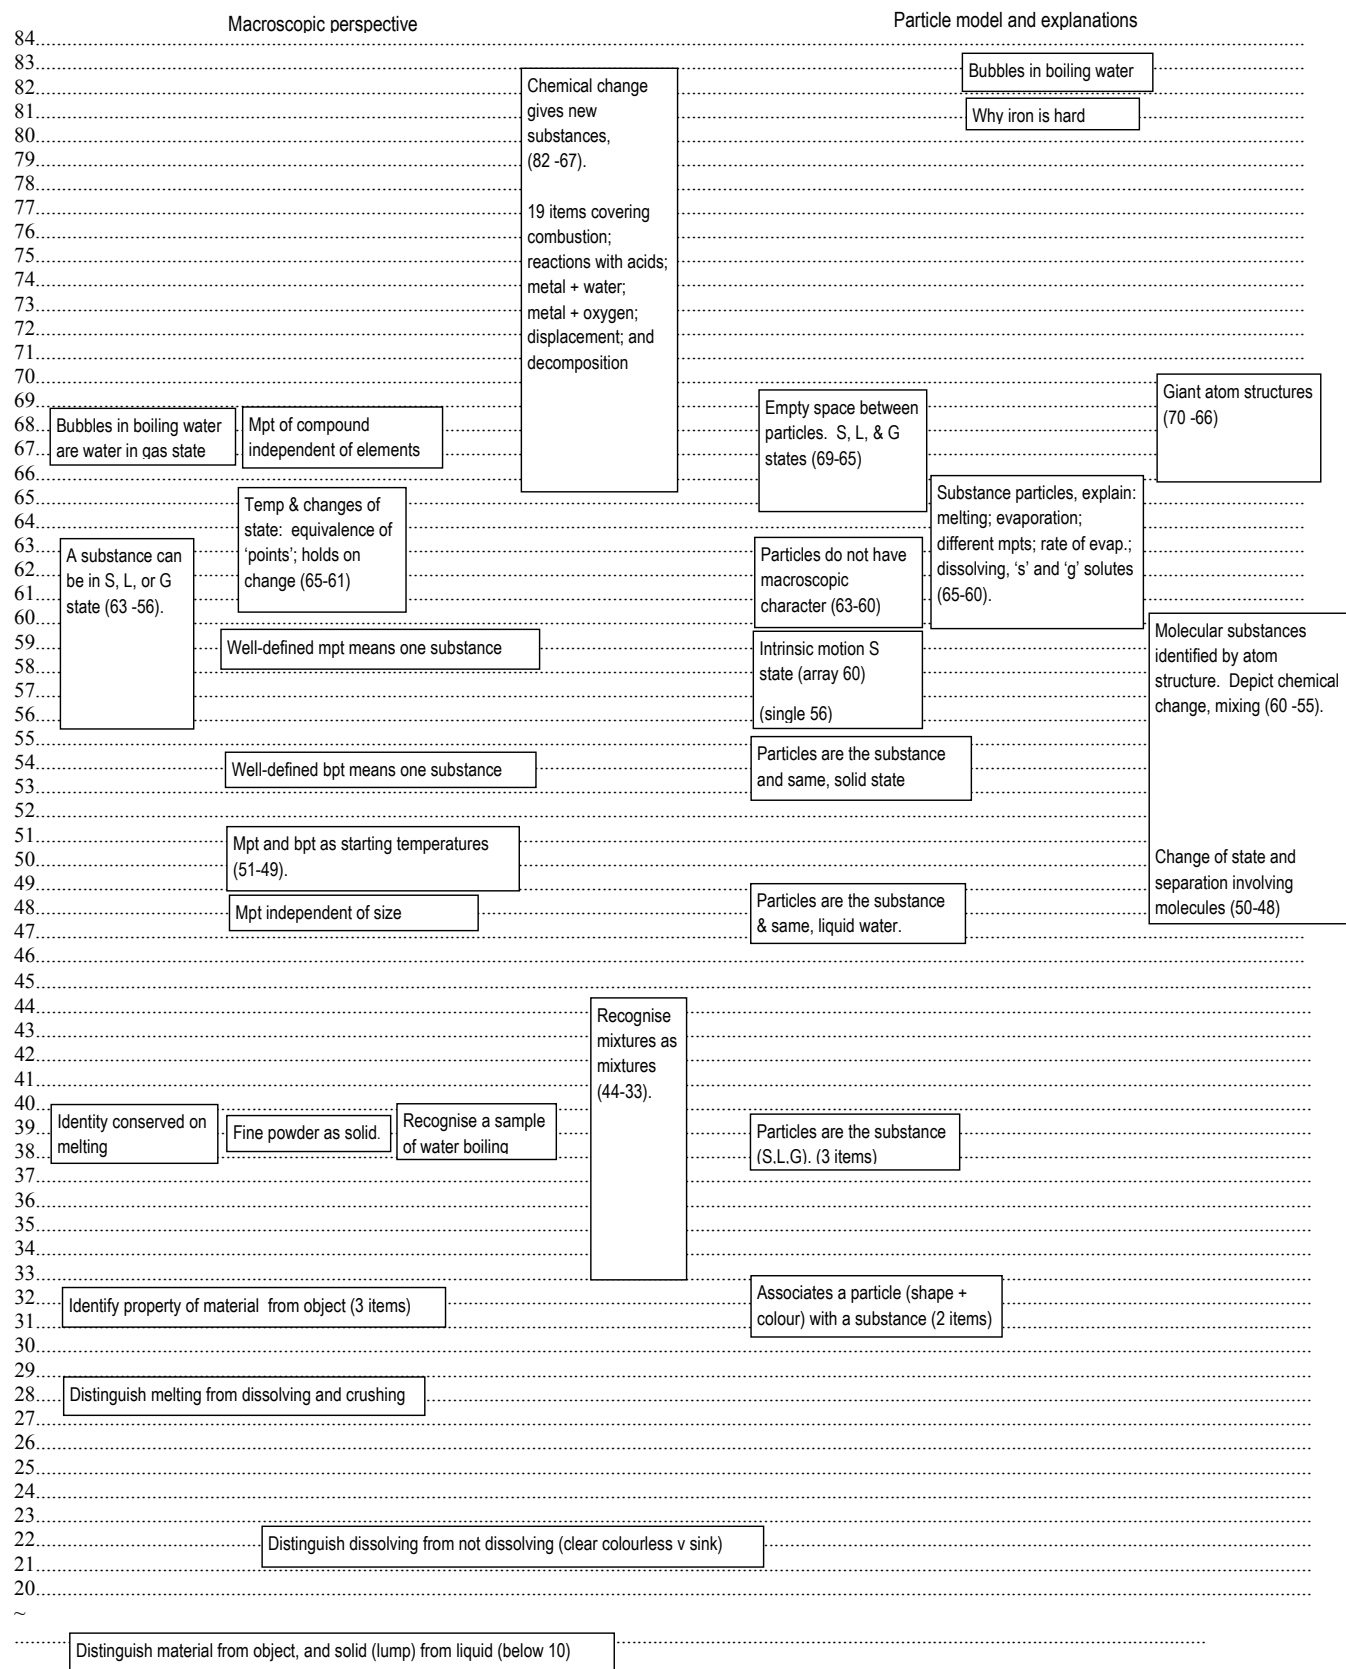 Macroscopic perspective
Particle model and explanations
84
83
82
81
80
79
78
77
76
75
74
73
72
71
70
69
68
67
66
65
64
63
62
61
60
59
58
57
56
55
54
53
52
51
50
49
48
47
46
45
44
43
42
41
40
39
38
37
36
35
34
33
32
31
30
29
28
27
26
25
24
23
22
21
20
~
Bubbles in boiling water
Why iron is hard
Chemical change
gives new
substances,
(82 -67).
19 items covering
combustion;
reactions with acids;
metal + water;
metal + oxygen;
displacement; and
decomposition
Giant atom structures
(70 -66)
Empty space between
particles. S, L, & G
states (69-65)
Bubbles in boiling water
are water in gas state
Mpt of compound
independent of elements
Substance particles, explain:
melting; evaporation;
different mpts; rate of evap.;
dissolving, ‘s’ and ‘g’ solutes
(65-60).
Temp & changes of
state: equivalence of
‘points’; holds on
change (65-61)
A substance can
be in S, L, or G
state (63 -56).
Particles do not have
macroscopic
character (63-60)
Well-defined mpt means one substance
Intrinsic motion S
state (array 60)
(single 56)
Molecular substances
identified by atom
structure. Depict chemical
change, mixing (60 -55).
Change of state and
separation involving
molecules (50-48)
Well-defined bpt means one substance
Particles are the substance
and same, solid state
Mpt and bpt as starting temperatures
(51-49).
Mpt independent of size
Particles are the substance
& same, liquid water.
Recognise
mixtures as
mixtures
(44-33).
Identity conserved on
melting
Fine powder as solid.
Recognise a sample
of water boiling
Particles are the substance
(S,L,G). (3 items)
Identify property of material from object (3 items)
Associates a particle (shape +
colour) with a substance (2 items)
Distinguish melting from dissolving and crushing
Distinguish dissolving from not dissolving (clear colourless v sink)
Distinguish material from object, and solid (lump) from liquid (below 10)